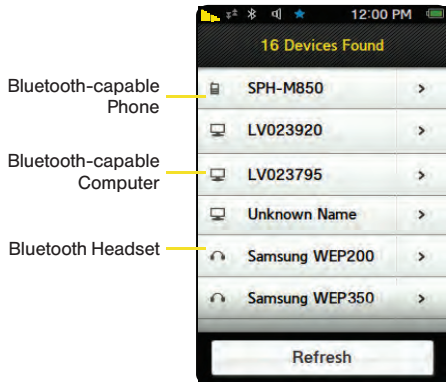 12:00 PM
16 Devices Found
Bluetooth-capable
Phone
SPH-M850
LV023920
Bluetooth-capable
Computer
LV023795
Unknown Name
Bluetooth Headset
Samsung WEP200
Samsung WEP350
Refresh